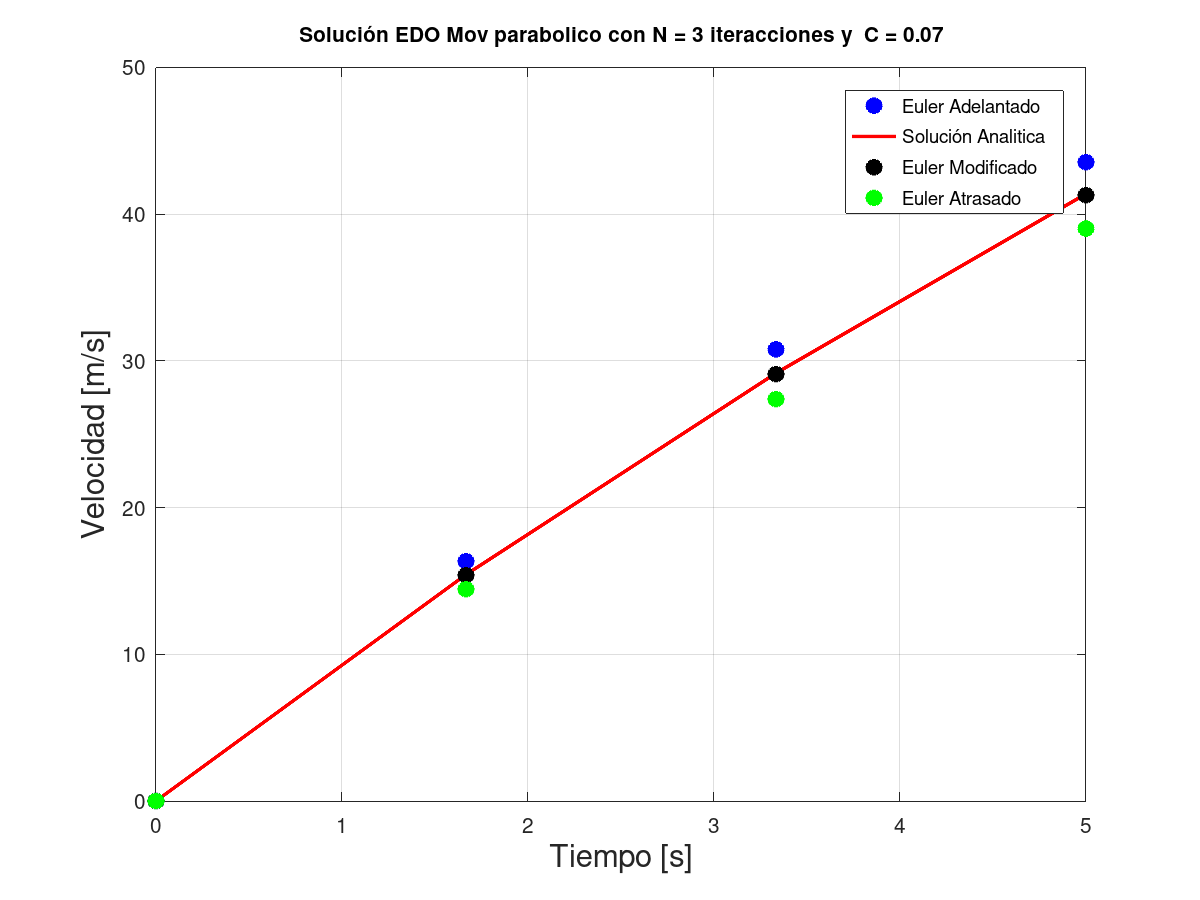 Solución EDO Mov parabolico con N = 3 iteracciones y  C = 0.07
50
40
30
20
10
0
Velocidad [m/s]
Euler Adelantado
Solución Analitica
Euler Modificado
Euler Atrasado
0 1 2 3 4 5
Tiempo [s]